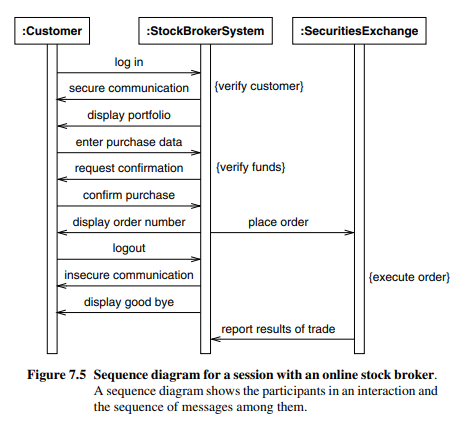 :Customer :StockBrokerSystem :SecuritiesExchange
log in
secure communication {verify customer}
display portfolio
enter purchase data
request confirmation {verify funds}
confirm purchase
display order number place order
logout
insecure communication {execute order}
display good bye
report results of trade
Figure 7.5 Sequence diagram for a session with an online stock broker.
A sequence diagram shows the participants in an interaction and
the sequence of messages among them.